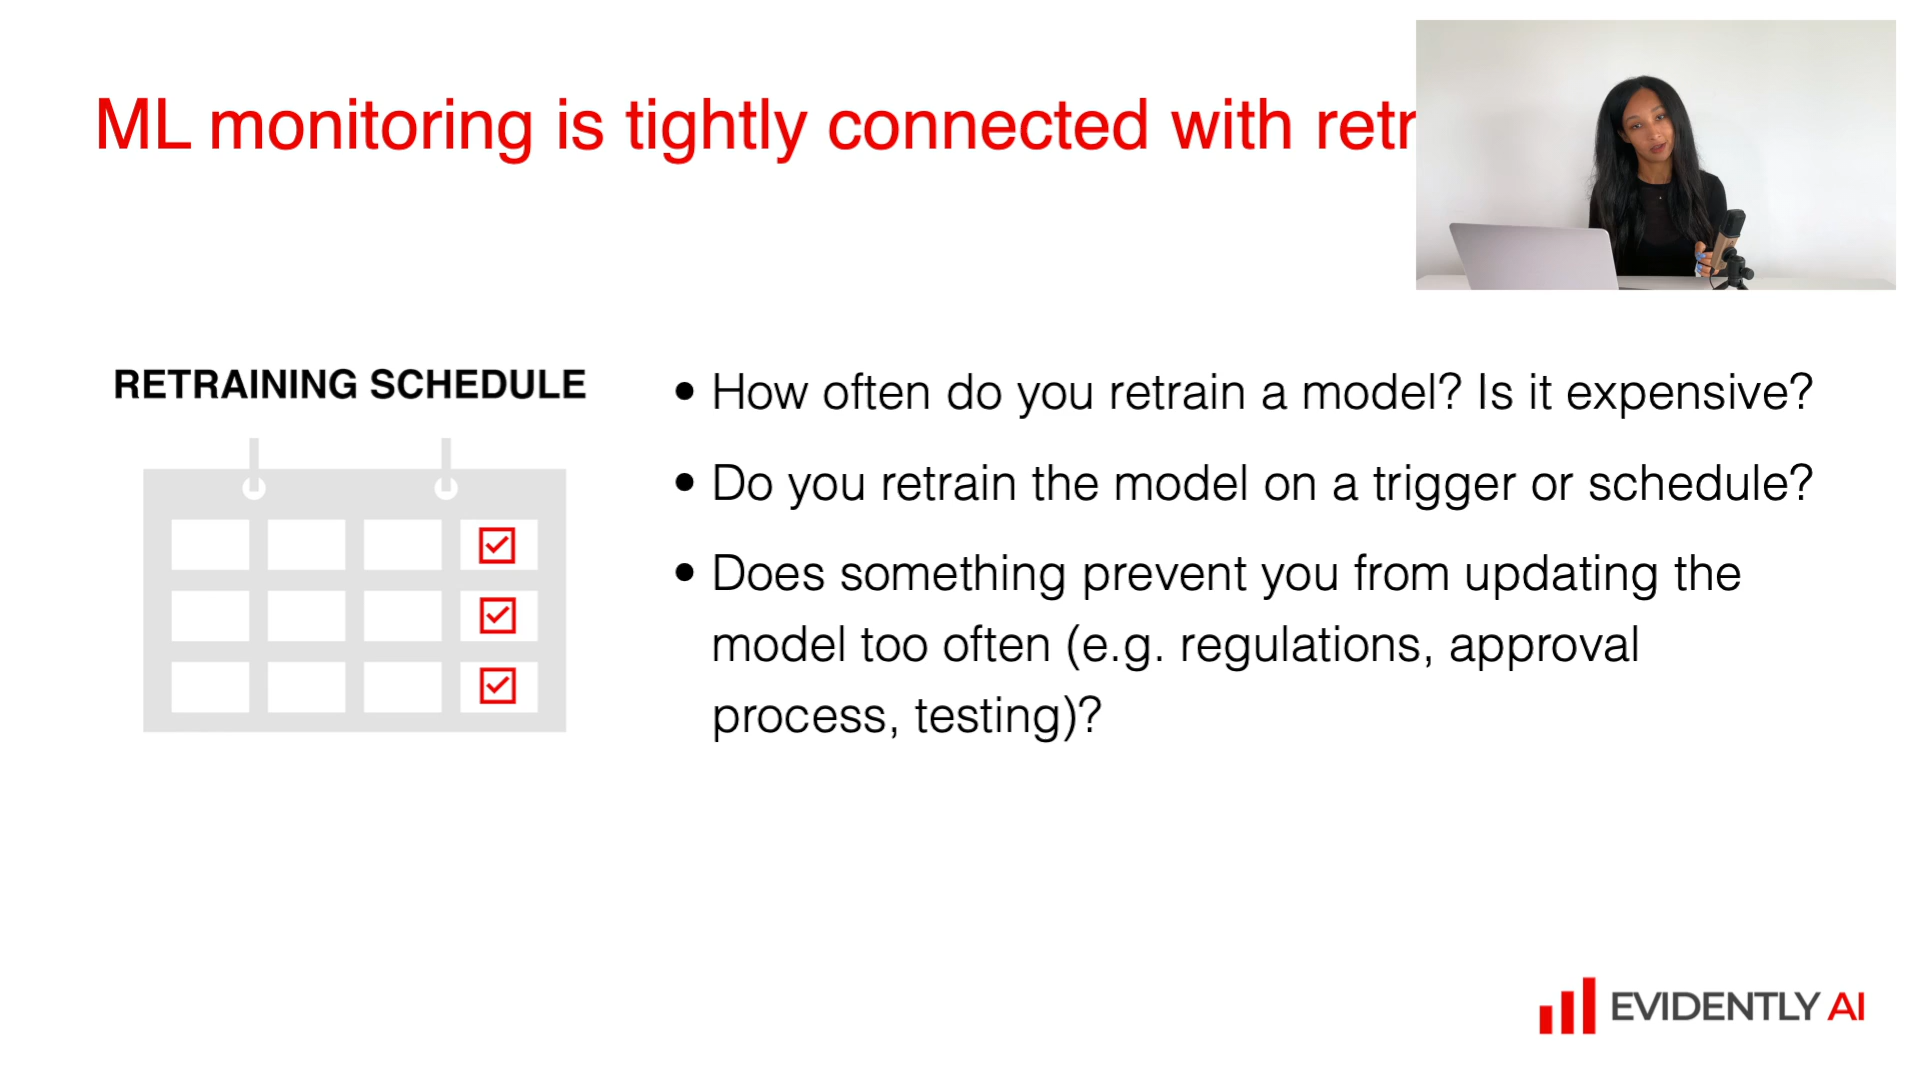 ML monitoring is tightly connected with retr
RETRAINING SCHEDULE
• How often do you retrain a model? Is it expensive?
• Do you retrain the model on a trigger or schedule?
• Does something prevent you from updating the
model too often (e.g. regulations, approval
process, testing)?
EVIDENTLY AI